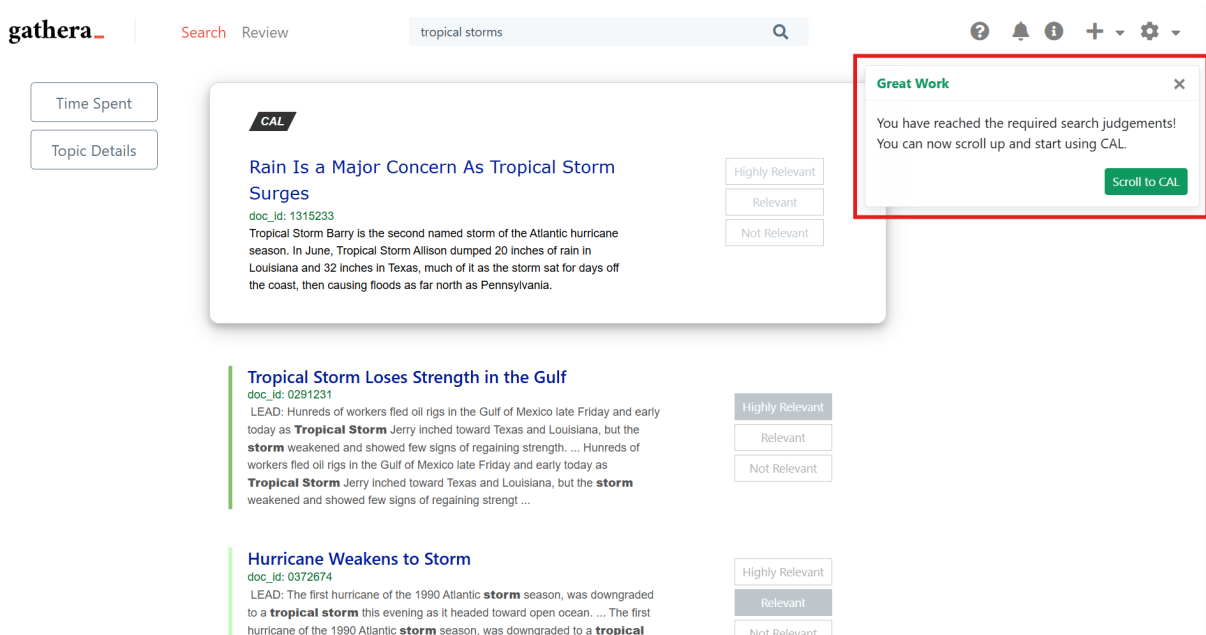 gathera_
Search Review
tropical storms
Time Spent
Topic Details
Great Work
You have reached the required search judgements!
You can now scroll up and start using CAL.
Scroll to CAL
CAL
Rain Is a Major Concern As Tropical Storm
Surges
doc_id: 1315233
Tropical Storm Barry is the second named storm of the Atlantic hurricane
season. In June, Tropical Storm Allison dumped 20 inches of rain in
Louisiana and 32 inches in Texas, much of it as the storm sat for days off
the coast, then causing floods as far north as Pennsylvania.
Highly Relevant
Relevant
Not Relevant
Tropical Storm Loses Strength in the Gulf
doc_id: 0291231
LEAD: Hunreds of workers fled oil rigs in the Gulf of Mexico late Friday and early
today as Tropical Storm Jerry inched toward Texas and Louisiana, but the
storm weakened and showed few signs of regaining strength. ... Hunreds of
workers fled oil rigs in the Gulf of Mexico late Friday and early today as
Tropical Storm Jerry inched toward Texas and Louisiana, but the storm
weakened and showed few signs of regaining strengt ...
Highly Relevant
Relevant
Not Relevant
Hurricane Weakens to Storm
doc_id: 0372674
LEAD: The first hurricane of the 1990 Atlantic storm season, was downgraded
to a tropical storm this evening as it headed toward open ocean. ... The first
hurricane of the 1990 Atlantic storm season, was downgraded to a tropical
Highly Relevant
Relevant
Not Relevant